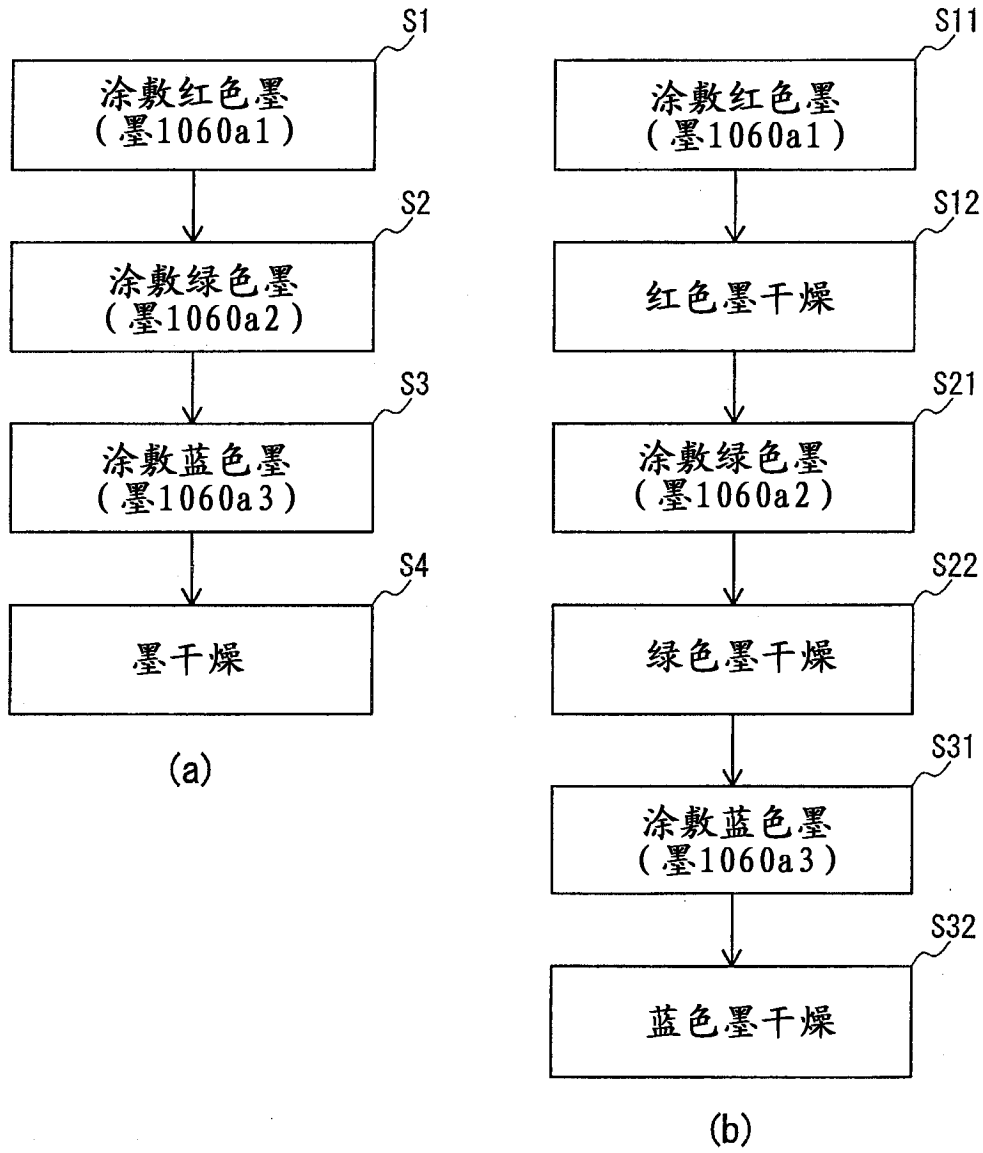 S1
涂敷红色墨
(墨1060a1)
S2
涂敷绿色墨
(墨1060a2)
S3
涂敷蓝色墨
(墨1060a3)
S4
墨干燥
(a)
S11
涂敷红色墨
(墨1060a1)
S12
红色墨干燥
S21
涂敷绿色墨
(墨1060a2)
S22
绿色墨干燥
S31
涂敷蓝色墨
(墨1060a3)
S32
蓝色墨干燥
(b)